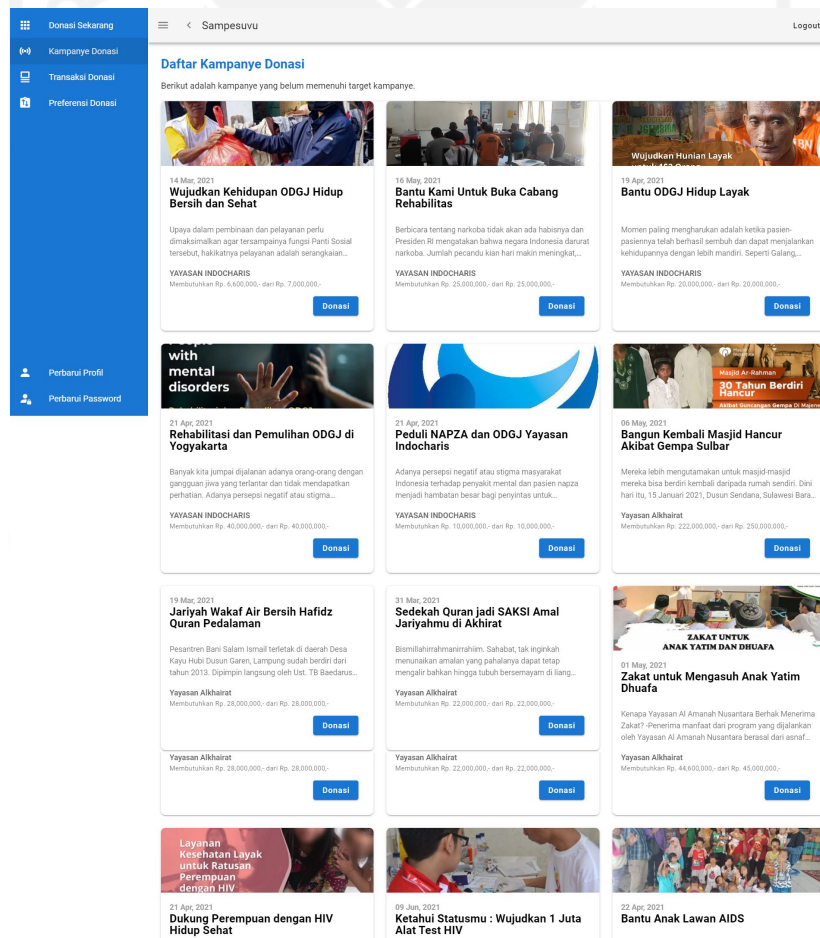 Donasi Sekarang
Kampanye Donasi
Transaksi Donasi
Preferensi Donasi
Perbarui Profil
Perbarui Password
Sampesuvu
Logout
Daftar Kampanye Donasi
Berikut adalah kampanye yang belum memenuhi target kampanye.
14 Mar, 2021
Wujudkan Kehidupan ODGJ Hidup
Bersih dan Sehat
Upaya dalam pembinaan dan pelayanan perlu
dimaksimalkan agar tersampainya fungsi Panti Sosial
tersebut, hakikatnya pelayanan adalah serangkaian...
YAYASAN INDOCHARIS
Membutuhkan Rp. 6,600,000,- dari Rp. 7,000,000,-
Donasi
16 May, 2021
Bantu Kami Untuk Buka Cabang
Rehabilitas
Berbicara tentang narkoba tidak akan ada habisnya dan
Presiden RI mengatakan bahwa negara Indonesia darurat
narkoba. Jumlah pecandu kian hari makin meningkat,...
YAYASAN INDOCHARIS
Membutuhkan Rp. 25,000,000,- dari Rp. 25,000,000,-
Donasi
Wujudkan Hunian Layak
untuk 153 Orang
19 Apr, 2021
Bantu ODGJ Hidup Layak
Momen paling mengharukan adalah ketika pasien-
pasiennya telah berhasil sembuh dan dapat menjalankan
kehidupannya dengan lebih mandiri. Seperti Galang,...
YAYASAN INDOCHARIS
Membutuhkan Rp. 20,000,000,- dari Rp. 20,000,000,-
Donasi
People
with
mental
disorders
21 Apr, 2021
Rehabilitasi dan Pemulihan ODGJ di
Yogyakarta
Banyak kita jumpai dijalanan adanya orang-orang dengan
gangguan jiwa yang terlantar dan tidak mendapatkan
perhatian. Adanya persepsi negatif atau stigma...
YAYASAN INDOCHARIS
Membutuhkan Rp. 40,000,000,- dari Rp. 40,000,000,-
Donasi
21 Apr, 2021
Peduli NAPZA dan ODGJ Yayasan
Indocharis
Adanya persepsi negatif atau stigma masyarakat
Indonesia terhadap penyakit mental dan pasien napza
menjadi hambatan besar bagi penyintas untuk...
YAYASAN INDOCHARIS
Membutuhkan Rp. 10,000,000,- dari Rp. 10,000,000,-
Donasi
Masjid Ar-Rahman
30 Tahun Berdiri
Hancur
Akibat Guncangan Gempa Di Majene
06 May, 2021
Bangun Kembali Masjid Hancur
Akibat Gempa Sulbar
Mereka lebih mengutamakan untuk masjid-masjid
mereka bisa berdiri kembali daripada rumah sendiri. Dini
hari itu, 15 Januari 2021, Dusun Sendana, Sulawesi Bara...
Yayasan Alkhairat
Membutuhkan Rp. 222,000,000,- dari Rp. 250,000,000,-
Donasi
19 Mar, 2021
Jariyah Wakaf Air Bersih Hafidz
Quran Pedalaman
Pesantren Bani Salam Ismail terletak di daerah Desa
Kayu Hubi Dusun Garen, Lampung sudah berdiri dari
tahun 2013. Dipimpin langsung oleh Ust. TB Baedarus...
Yayasan Alkhairat
Membutuhkan Rp. 28,000,000,- dari Rp. 28,000,000,-
Donasi
Yayasan Alkhairat
Membutuhkan Rp. 28,000,000,- dari Rp. 28,000,000,-
Donasi
31 Mar, 2021
Sedekah Quran jadi SAKSI Amal
Jariyahmu di Akhirat
Bismillahirrahmanirrahiim. Sahabat, tak inginkah
menunaikan amalan yang pahalanya dapat tetap
mengalir bahkan hingga tubuh bersemayam di liang...
Yayasan Alkhairat
Membutuhkan Rp. 22,000,000,- dari Rp. 22,000,000,-
Donasi
Yayasan Alkhairat
Membutuhkan Rp. 22,000,000,- dari Rp. 22,000,000,-
Donasi
ZAKAT UNTUK
ANAK YATIM DAN DHUAFA
01 May, 2021
Zakat untuk Mengasuh Anak Yatim
Dhuafa
Kenapa Yayasan Al Amanah Nusantara Berhak Menerima
Zakat? -Penerima manfaat dari program yang dijalankan
oleh Yayasan Al Amanah Nusantara berasal dari asnaf...
Yayasan Alkhairat
Membutuhkan Rp. 44,600,000,- dari Rp. 45,000,000,-
Donasi
Layanan
Kesehatan Layak
untuk Ratusan
Perempuan
dengan HIV
21 Apr, 2021
Dukung Perempuan dengan HIV
Hidup Sehat
09 Jun, 2021
Ketahui Statusmu : Wujudkan 1 Juta
Alat Test HIV
22 Apr, 2021
Bantu Anak Lawan AIDS